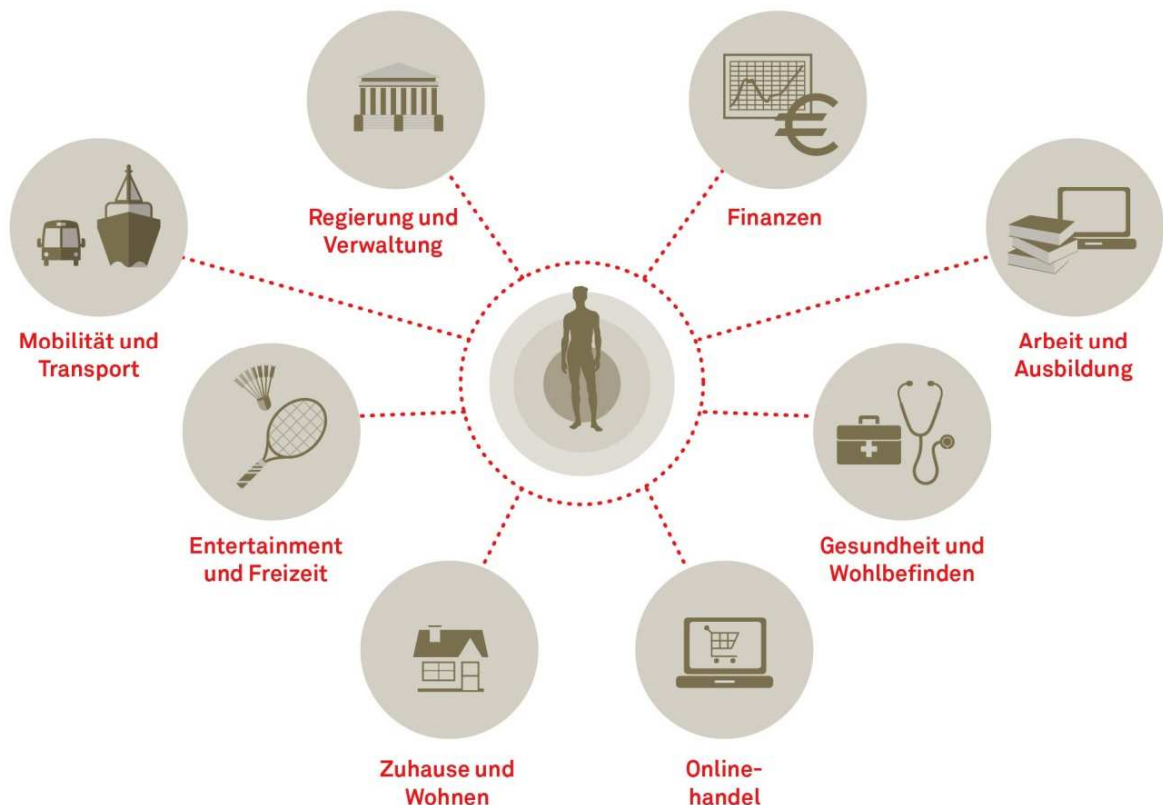 Regierung und
Verwaltung
Finanzen
Mobilität und
Transport
Arbeit und
Ausbildung
Entertainment
und Freizeit
Gesundheit und
Wohlbefinden
Zuhause und
Wohnen
Online-
handel